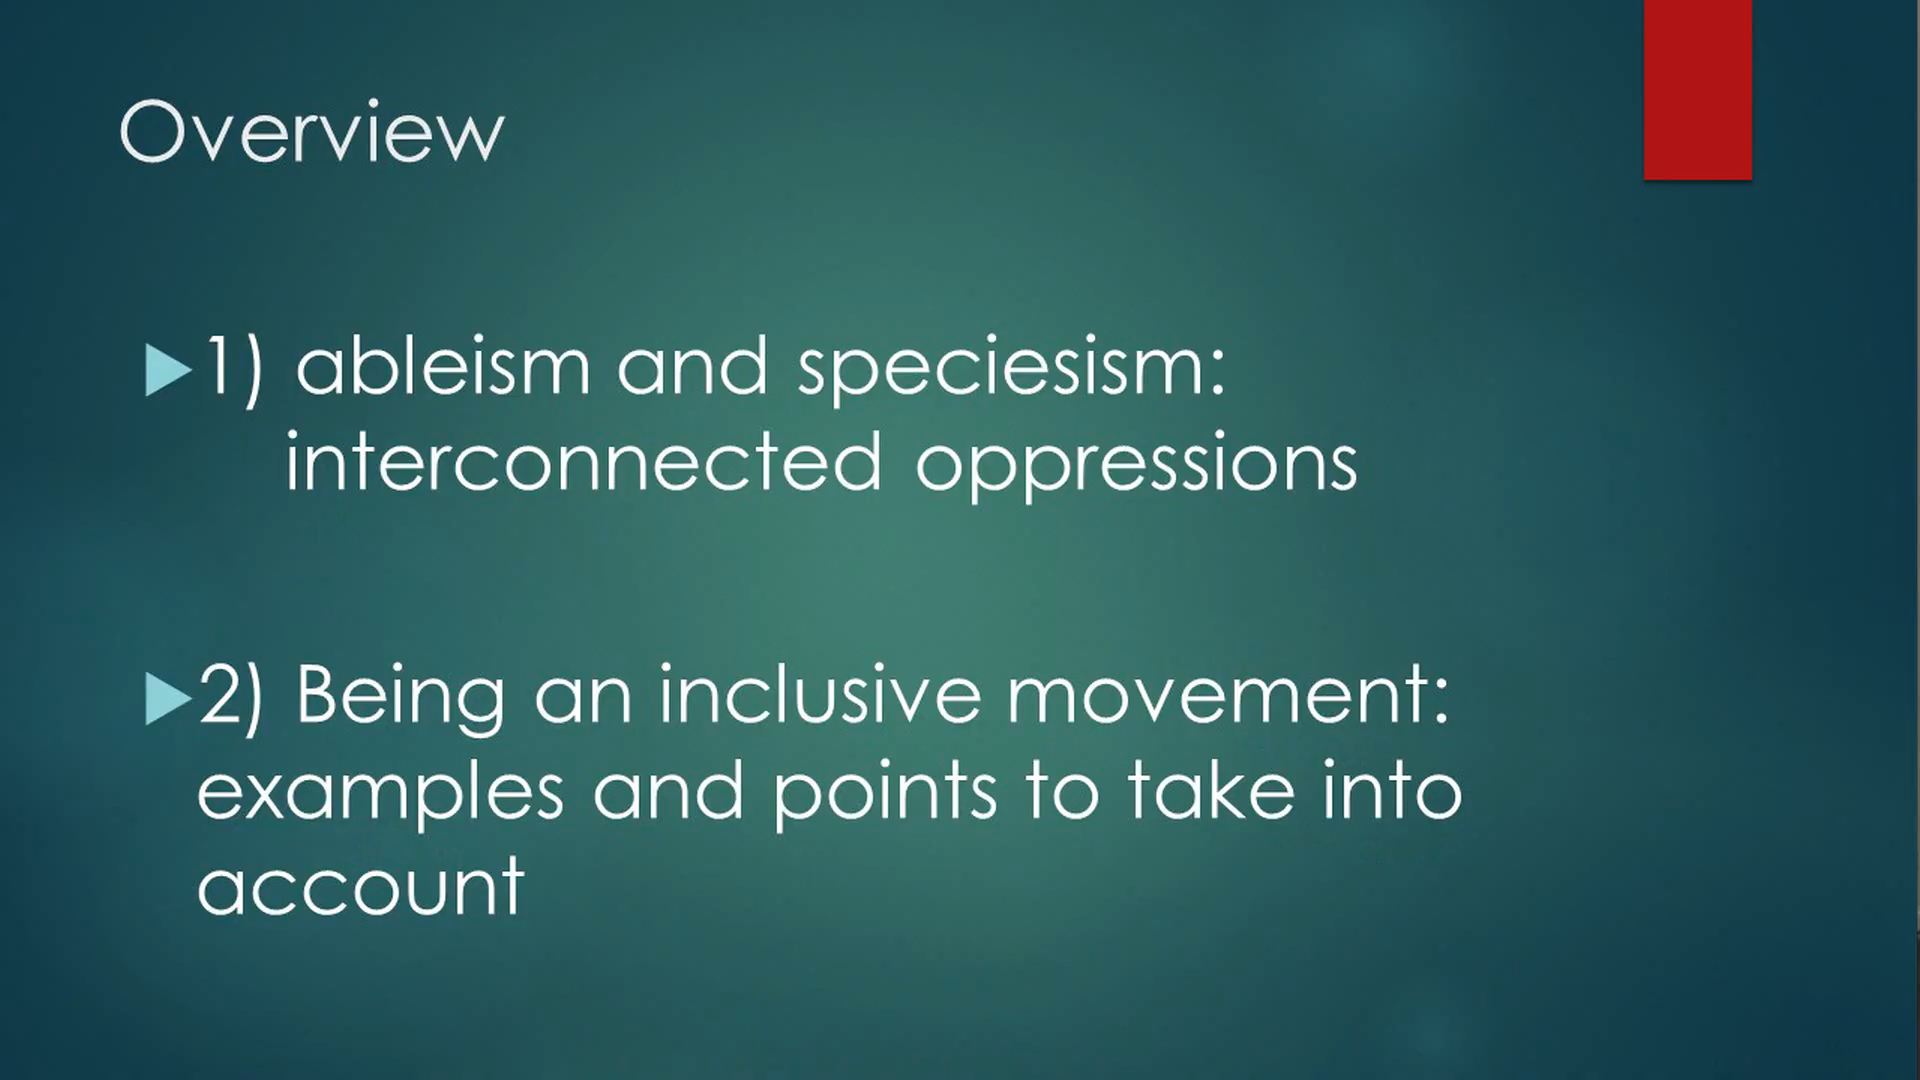 Overview
1) ableism and speciesism:
interconnected oppressions
2) Being an inclusive movement:
examples and points to take into
account